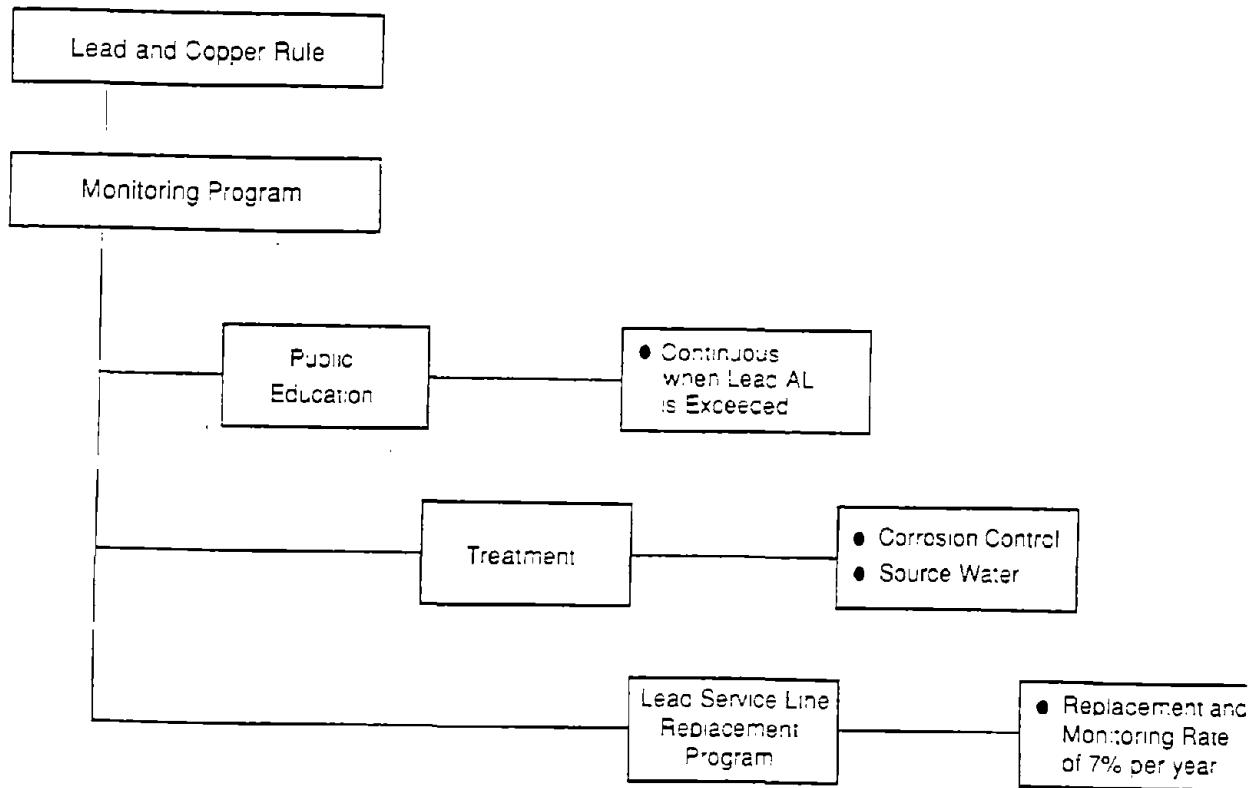 Lead and Copper Rule
Monitoring Program
Public
Education
● Continuous
when Lead AL
is Exceeded
Treatment
● Corrosion Control
● Source Water
Lead Service Line
Replacement
Program
● Replacement and
Monitoring Rate
of 7% per year